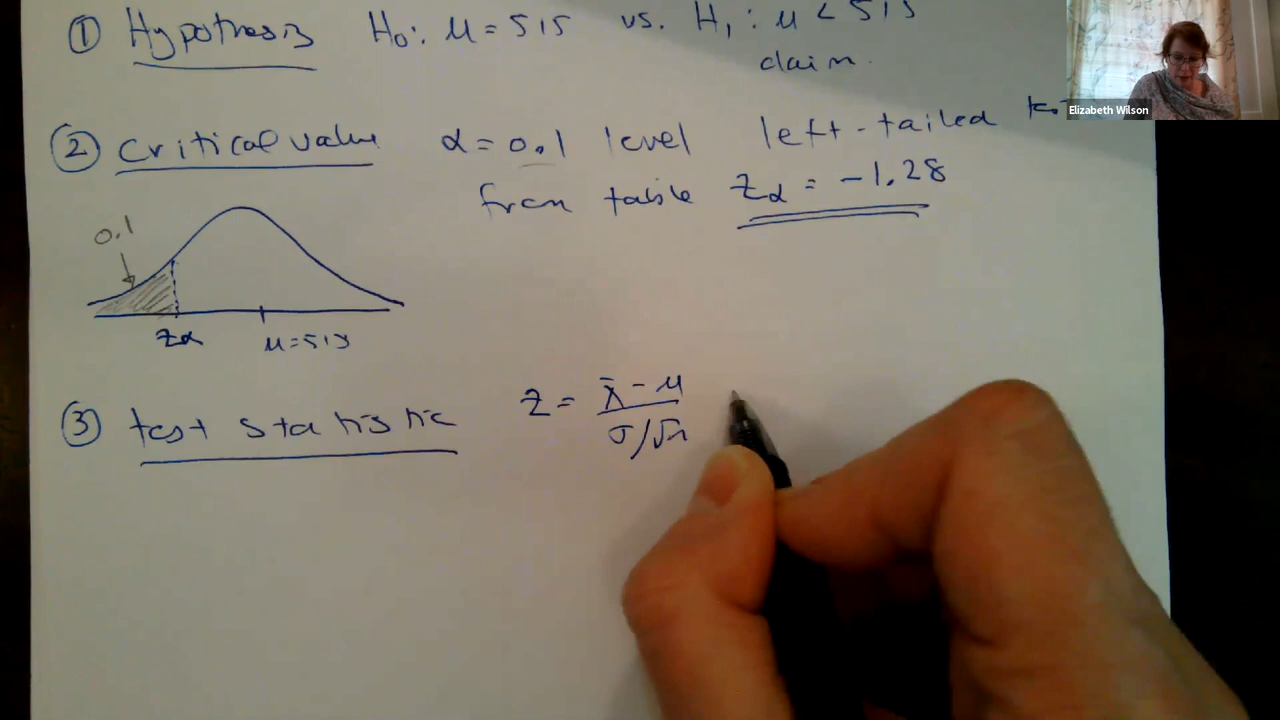 ① Hypothesis H₀: μ = 515 vs. H₁: μ < 515
claim.
Elizabeth Wilson
② critical value α = 0.1 level left-tailed
from table zα = -1.28
0.1
zα μ=515
③ test statistic z = x̄ - μ / σ/√n